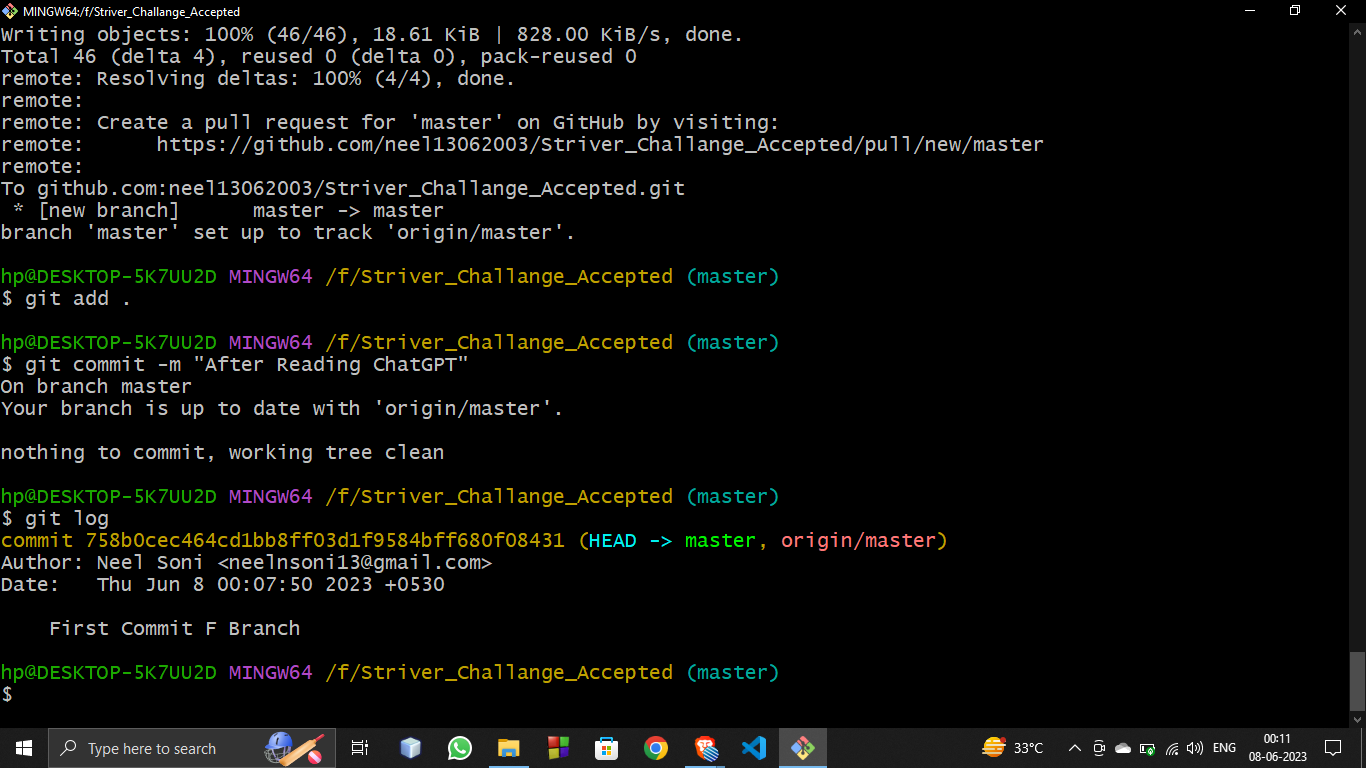 MINGW64:/f/Striver_Challange_Accepted
Writing objects: 100% (46/46), 18.61 KiB | 828.00 KiB/s, done.
Total 46 (delta 4), reused 0 (delta 0), pack-reused 0
remote: Resolving deltas: 100% (4/4), done.
remote:
remote: Create a pull request for 'master' on GitHub by visiting:
remote:      https://github.com/neel13062003/Striver_Challange_Accepted/pull/new/master
remote:
To github.com:neel13062003/Striver_Challange_Accepted.git
 * [new branch]      master -> master
branch 'master' set up to track 'origin/master'.
hp@DESKTOP-5K7UU2D MINGW64 /f/Striver_Challange_Accepted (master)
$ git add .
hp@DESKTOP-5K7UU2D MINGW64 /f/Striver_Challange_Accepted (master)
$ git commit -m "After Reading ChatGPT"
On branch master
Your branch is up to date with 'origin/master'.
nothing to commit, working tree clean
hp@DESKTOP-5K7UU2D MINGW64 /f/Striver_Challange_Accepted (master)
$ git log
commit 758b0cec464cd1bb8ff03d1f9584bff680f08431 (HEAD -> master, origin/master)
Author: Neel Soni <neelnsoni13@gmail.com>
Date:   Thu Jun 8 00:07:50 2023 +0530
    First Commit F Branch
hp@DESKTOP-5K7UU2D MINGW64 /f/Striver_Challange_Accepted (master)
$
Type here to search
33°C
ENG
00:11
08-06-2023